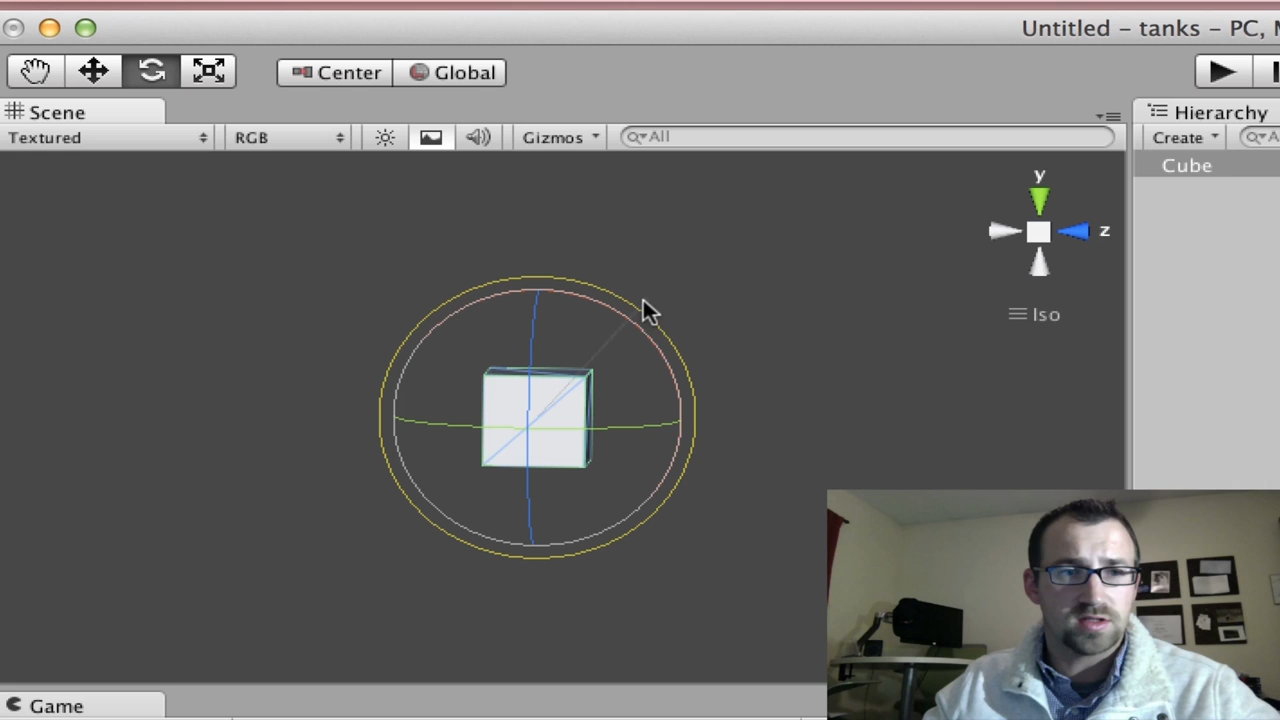 Untitled – tanks – PC, M
Center
Global
Scene
Hierarchy
Textured
RGB
Gizmos
All
Create
A
Cube
y
z
Iso
Game